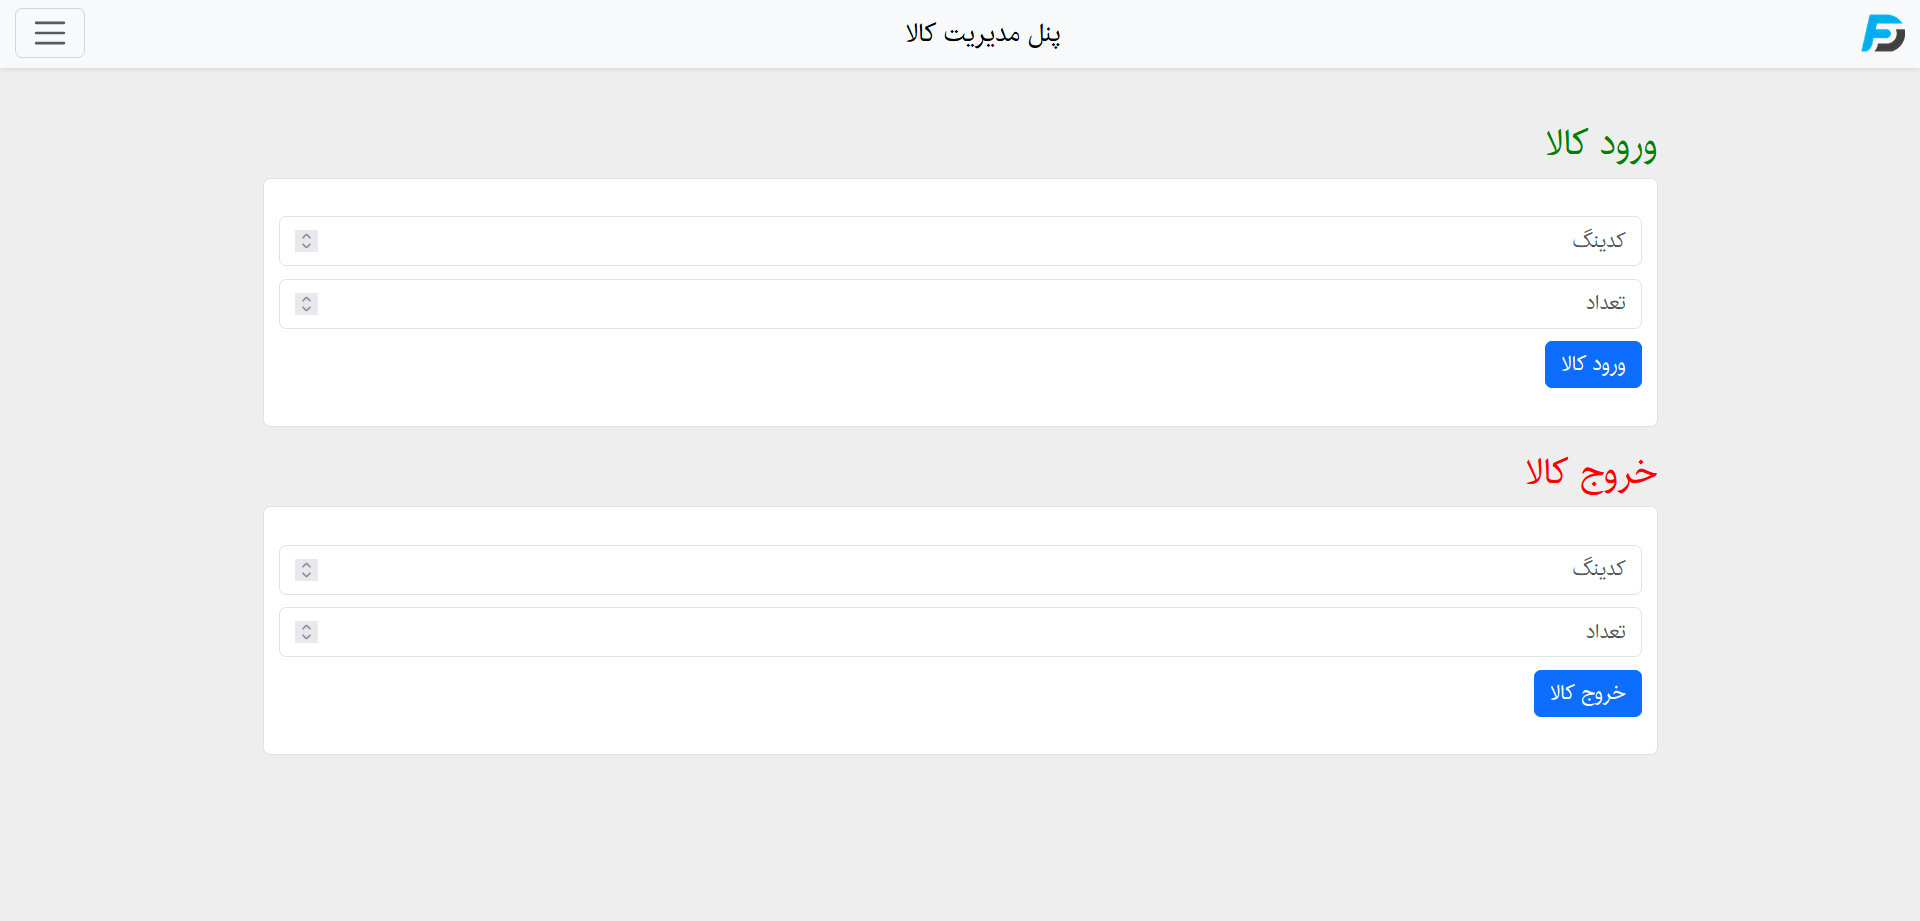 پنل مدیریت کالا
ورود کالا
کدینگ
تعداد
ورود کالا
خروج کالا
کدینگ
تعداد
خروج کالا